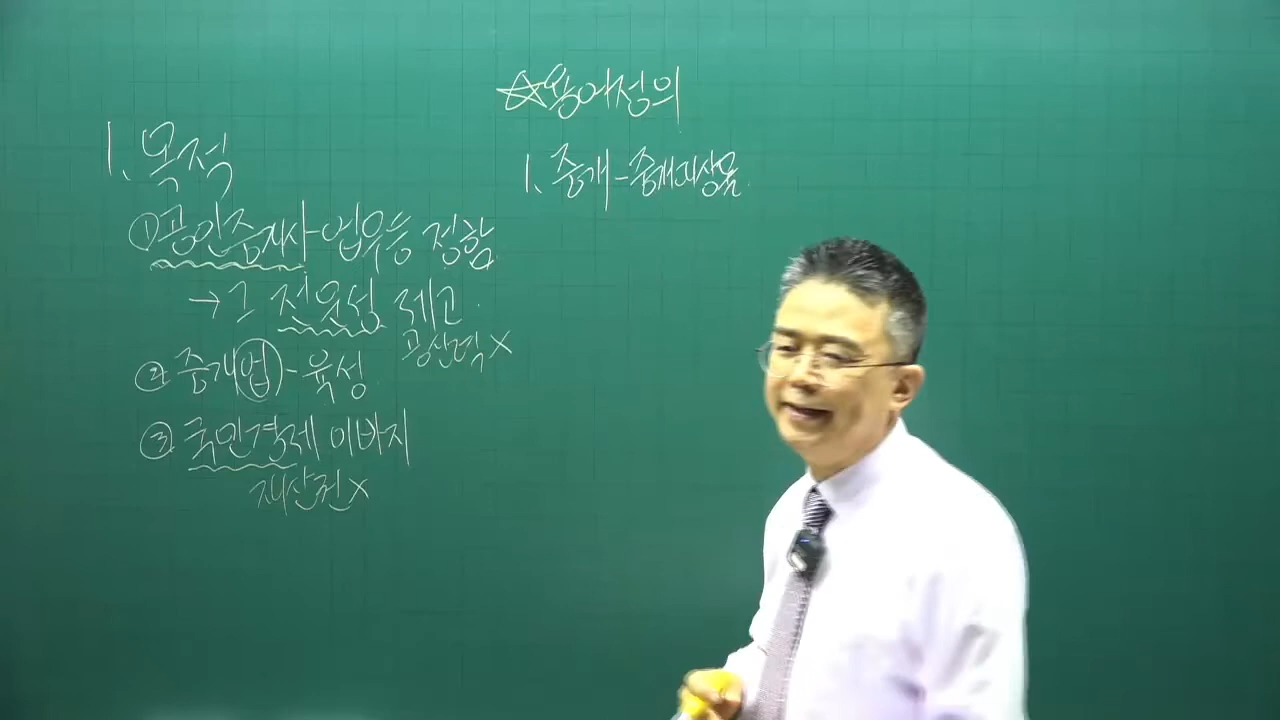 1. 목적
① 공인중개사-업무등 정함
→ 그 전문성 제고
공신력 X
② 중개업-육성
③ 국민경제 이바지
재산권 X
☆용어정의
1. 중개-중개대상물